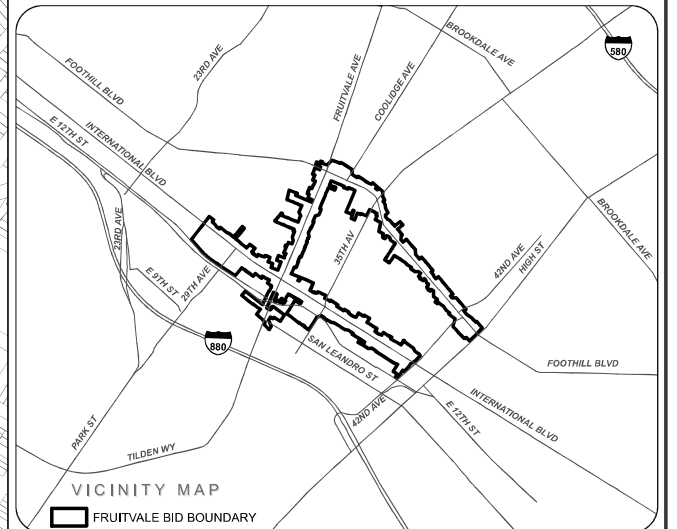 BROOKDALE AVE
580
23RD AVE
FOOTHILL BLVD
FRUITVALE AVE
COOLIDGE AVE
E 12TH ST
INTERNATIONAL BLVD
23RD AVE
35TH AV
BROOKDALE AVE
42ND AVE
HIGH ST
E 9TH ST
29TH AVE
880
SAN LEANDRO ST
FOOTHILL BLVD
INTERNATIONAL BLVD
42ND AVE
E 12TH ST
PARK ST
TILDEN WY
VICINITY MAP
FRUITVALE BID BOUNDARY